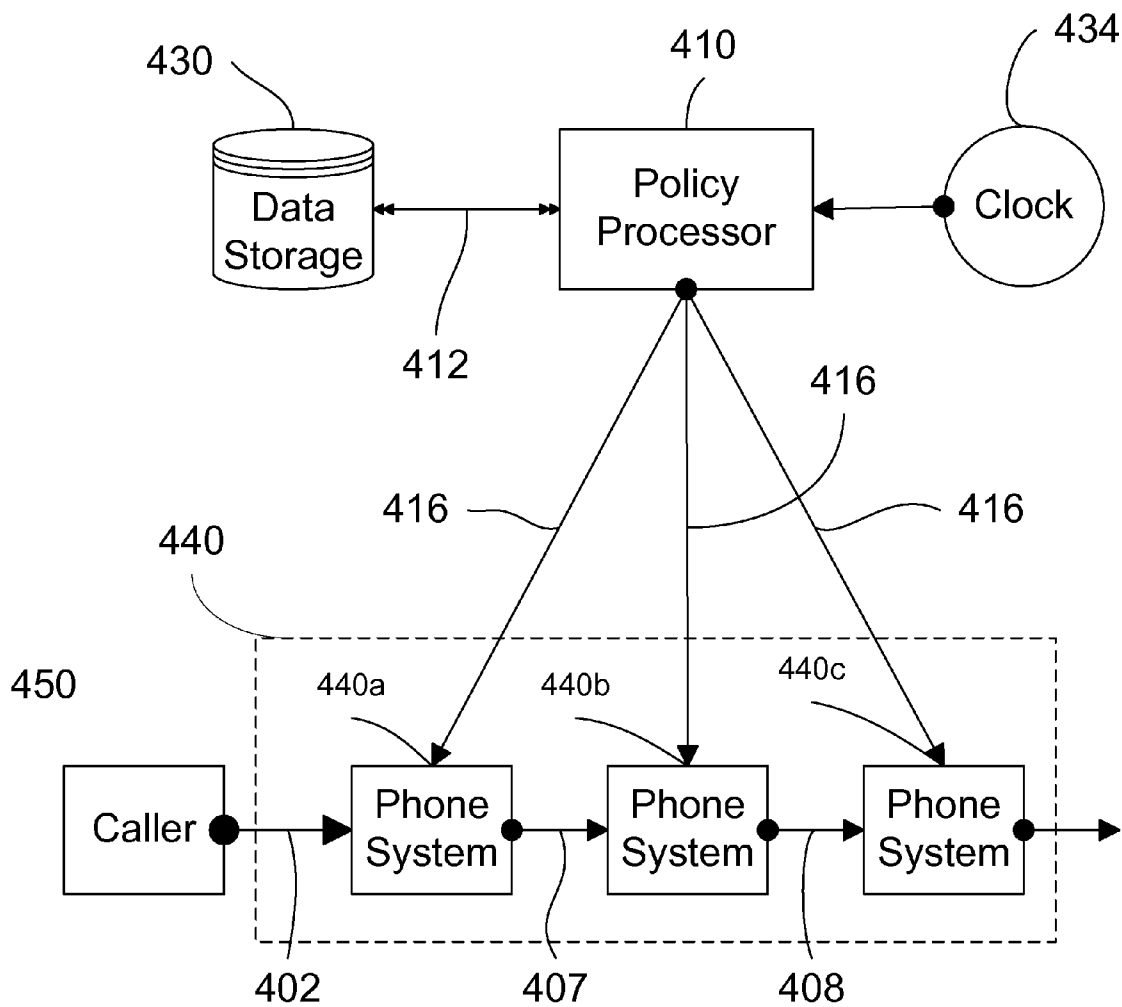 430
410
434
Data
Storage
Policy
Processor
Clock
412
416
416
416
440
450
440a
440b
440c
Caller
Phone
System
Phone
System
Phone
System
402
407
408